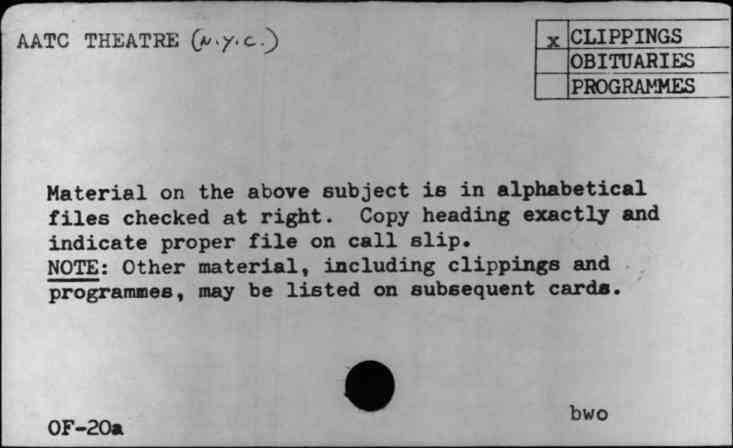 AATC THEATRE (N.Y.C.)
x CLIPPINGS
OBITUARIES
PROGRAMMES
Material on the above subject is in alphabetical
files checked at right. Copy heading exactly and
indicate proper file on call slip.
NOTE: Other material, including clippings and
programmes, may be listed on subsequent cards.
bwo
OF-20a